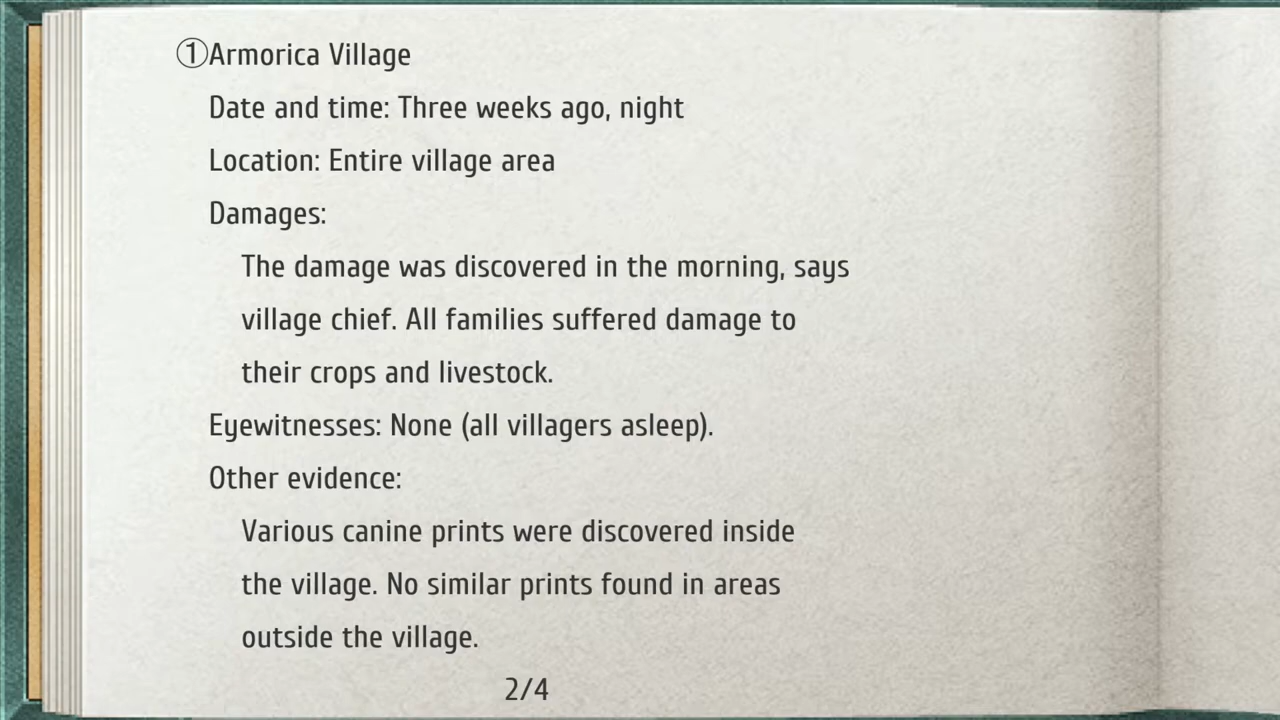 ①Armorica Village
Date and time: Three weeks ago, night
Location: Entire village area
Damages:
The damage was discovered in the morning, says
village chief. All families suffered damage to
their crops and livestock.
Eyewitnesses: None (all villagers asleep).
Other evidence:
Various canine prints were discovered inside
the village. No similar prints found in areas
outside the village.
2/4